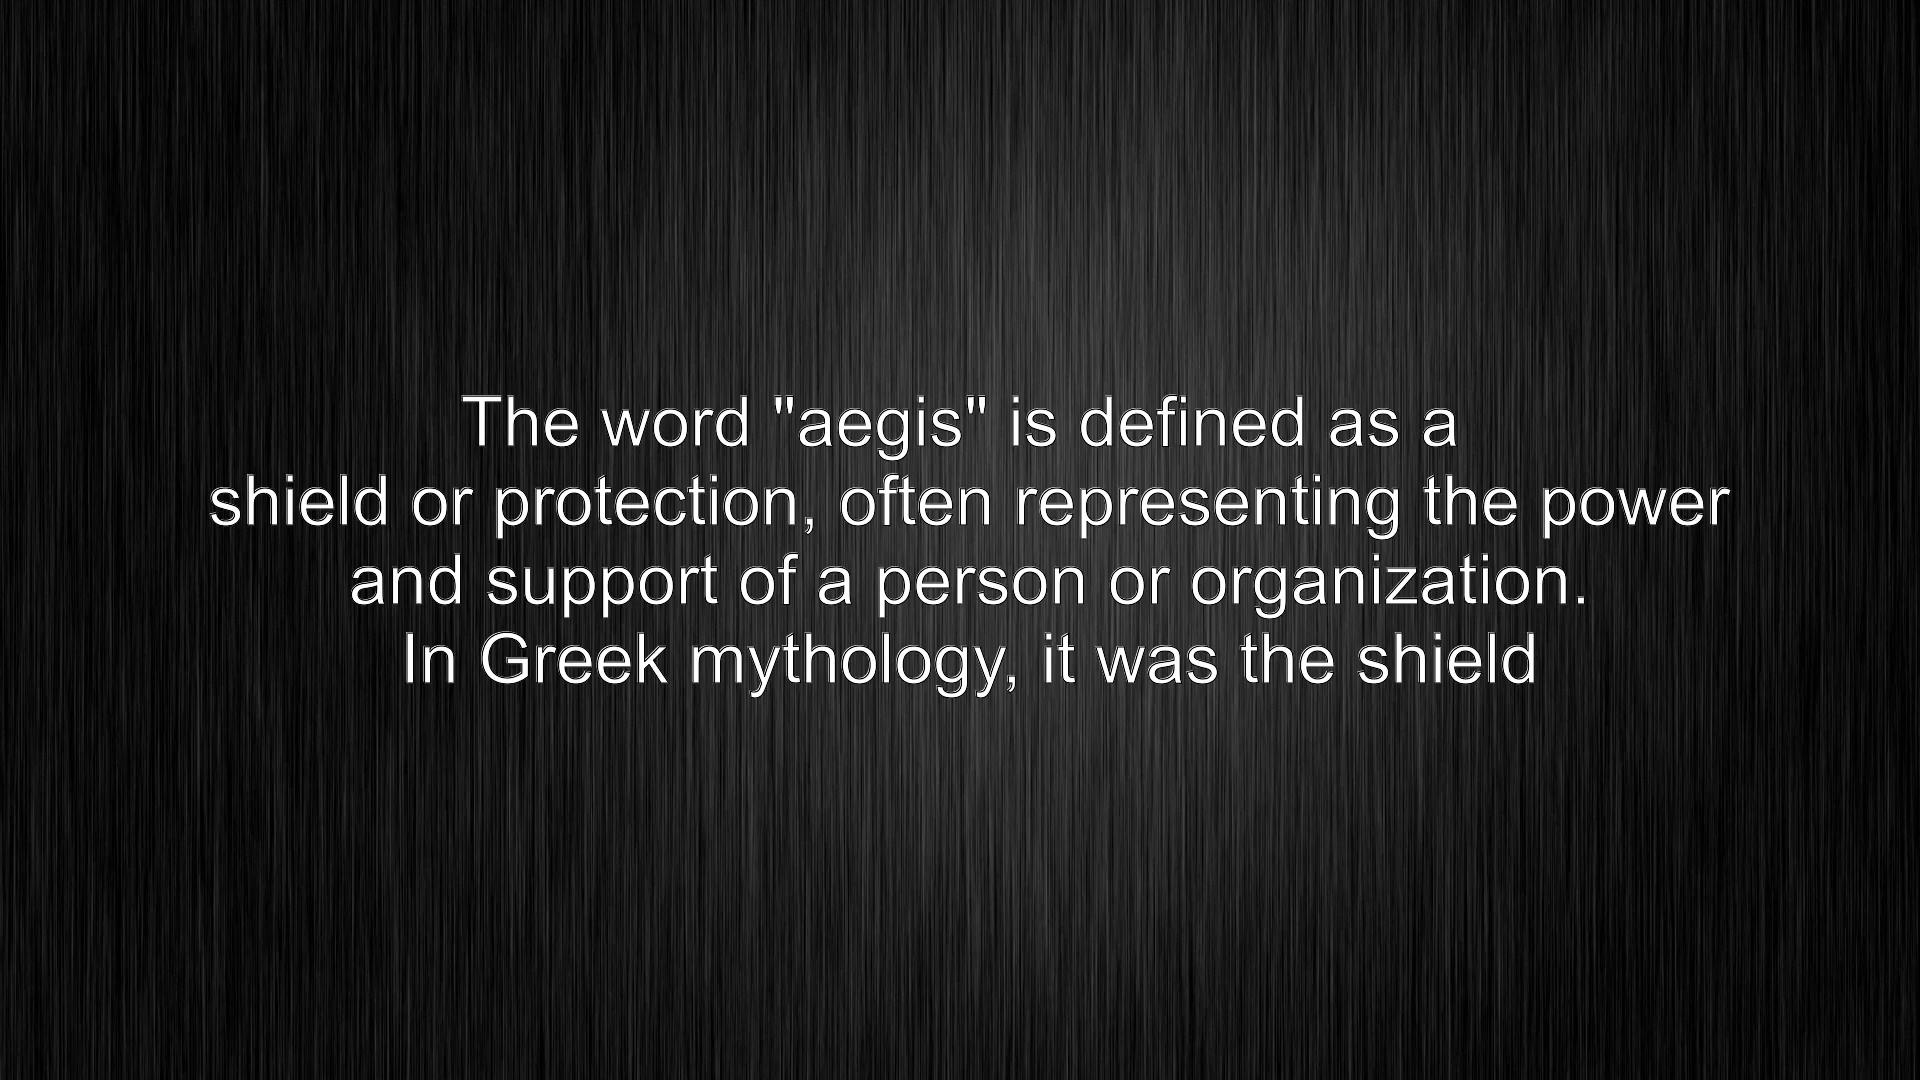 The word "aegis" is defined as a
shield or protection, often representing the power
and support of a person or organization.
In Greek mythology, it was the shield